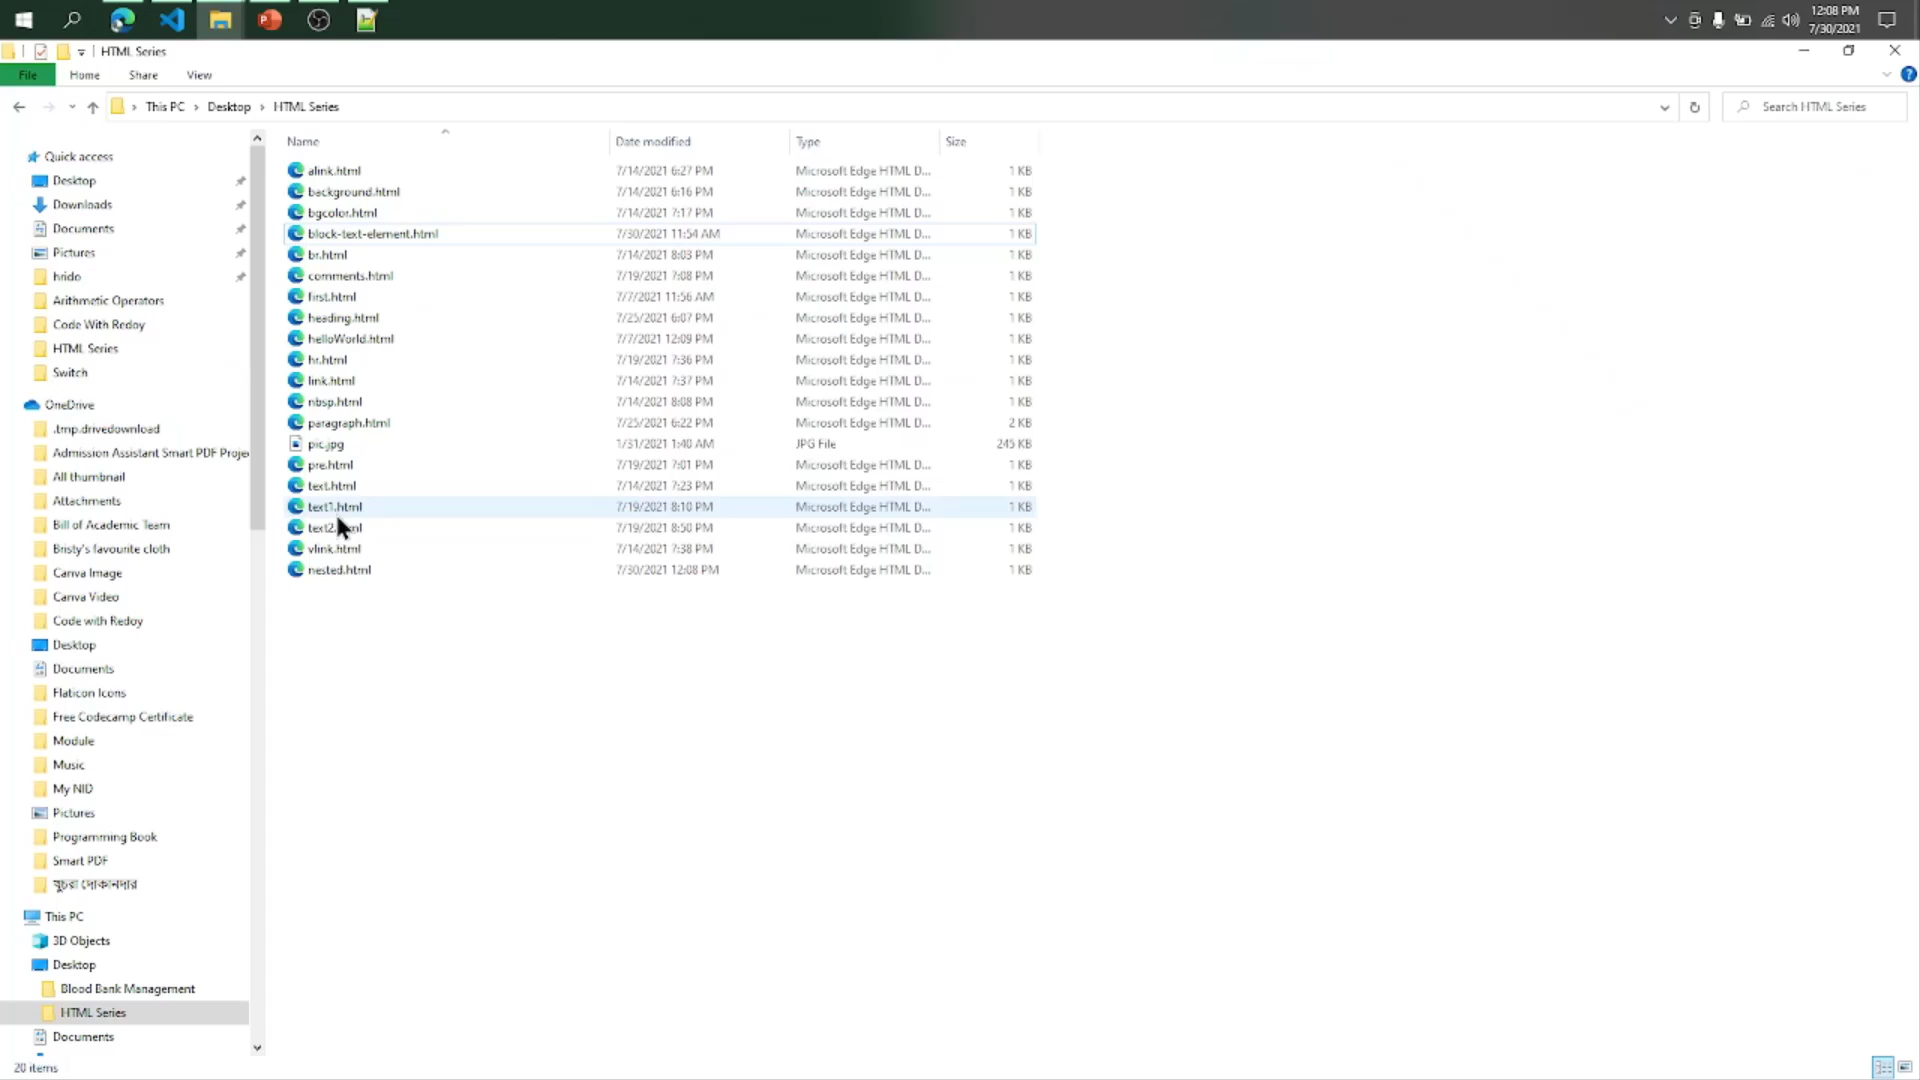 12:08 PM
7/30/2021
HTML Series
File Home Share View
This PC Desktop HTML Series
Search HTML Series
Name Date modified Type Size
Quick access
Desktop
Downloads
Documents
Pictures
hrido
Arithmetic Operators
Code With Redoy
HTML Series
Switch
OneDrive
.tmp.drivedownload
Admission Assistant Smart PDF Proje
All thumbnail
Attachments
Bill of Academic Team
Bristy's favourite cloth
Canva Image
Canva Video
Code with Redoy
Desktop
Documents
Flaticon Icons
Free Codecamp Certificate
Module
Music
My NID
Pictures
Programming Book
Smart PDF
খুচরা দোকানদার
This PC
3D Objects
Desktop
Blood Bank Management
HTML Series
Documents
alink.html 7/14/2021 6:27 PM Microsoft Edge HTML D... 1 KB
background.html 7/14/2021 6:16 PM Microsoft Edge HTML D... 1 KB
bgcolor.html 7/14/2021 7:17 PM Microsoft Edge HTML D... 1 KB
block-text-element.html 7/30/2021 11:54 AM Microsoft Edge HTML D... 1 KB
br.html 7/14/2021 8:03 PM Microsoft Edge HTML D... 1 KB
comments.html 7/19/2021 7:08 PM Microsoft Edge HTML D... 1 KB
first.html 7/7/2021 11:56 AM Microsoft Edge HTML D... 1 KB
heading.html 7/25/2021 6:07 PM Microsoft Edge HTML D... 1 KB
helloWorld.html 7/7/2021 12:09 PM Microsoft Edge HTML D... 1 KB
hr.html 7/19/2021 7:36 PM Microsoft Edge HTML D... 1 KB
link.html 7/14/2021 7:37 PM Microsoft Edge HTML D... 1 KB
nbsp.html 7/14/2021 8:08 PM Microsoft Edge HTML D... 1 KB
paragraph.html 7/25/2021 6:22 PM Microsoft Edge HTML D... 2 KB
pic.jpg 1/31/2021 1:40 AM JPG File 245 KB
pre.html 7/19/2021 7:01 PM Microsoft Edge HTML D... 1 KB
text.html 7/14/2021 7:23 PM Microsoft Edge HTML D... 1 KB
text1.html 7/19/2021 8:10 PM Microsoft Edge HTML D... 1 KB
7/19/2021 8:50 PM Microsoft Edge HTML D... 1 KB
vlink.html 7/14/2021 7:38 PM Microsoft Edge HTML D... 1 KB
nested.html 7/30/2021 12:08 PM Microsoft Edge HTML D... 1 KB
20 items